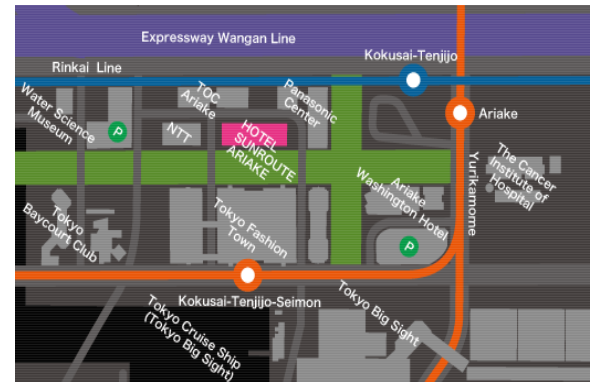 Expressway Wangan Line
Kokusai-Tenjijo
Rinkai Line
Water Science
Museum
P
TOC
Ariake
Panasonic
Center
NTT
HOTEL
SUNROUTE
ARIAKE
Ariake
Yurikamome
The Cancer
Institute of
Hospital
Ariake
Washington Hotel
P
Tokyo
Baycourt Club
Tokyo Fashion
Town
Kokusai-Tenjijo-Seimon
Tokyo Cruise Ship
(Tokyo Big Sight)
Tokyo Big Sight